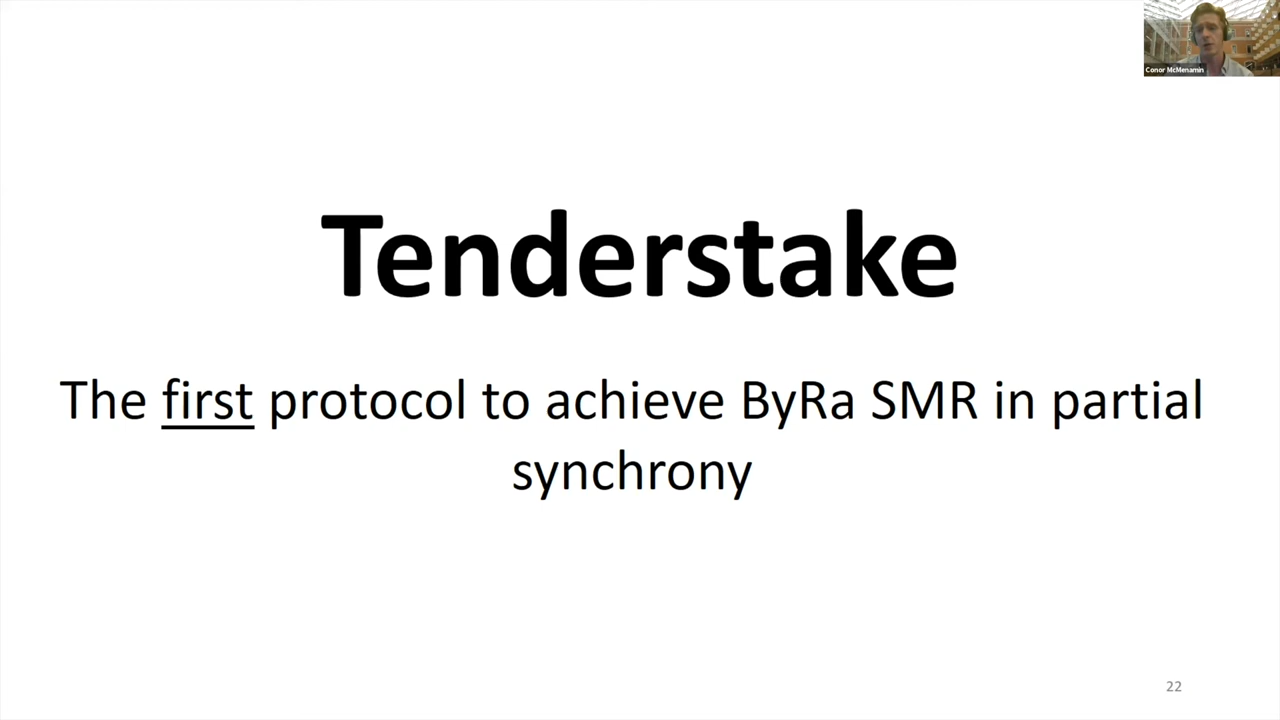 Conor McMenamin
Tenderstake
The first protocol to achieve ByRa SMR in partial
synchrony
22